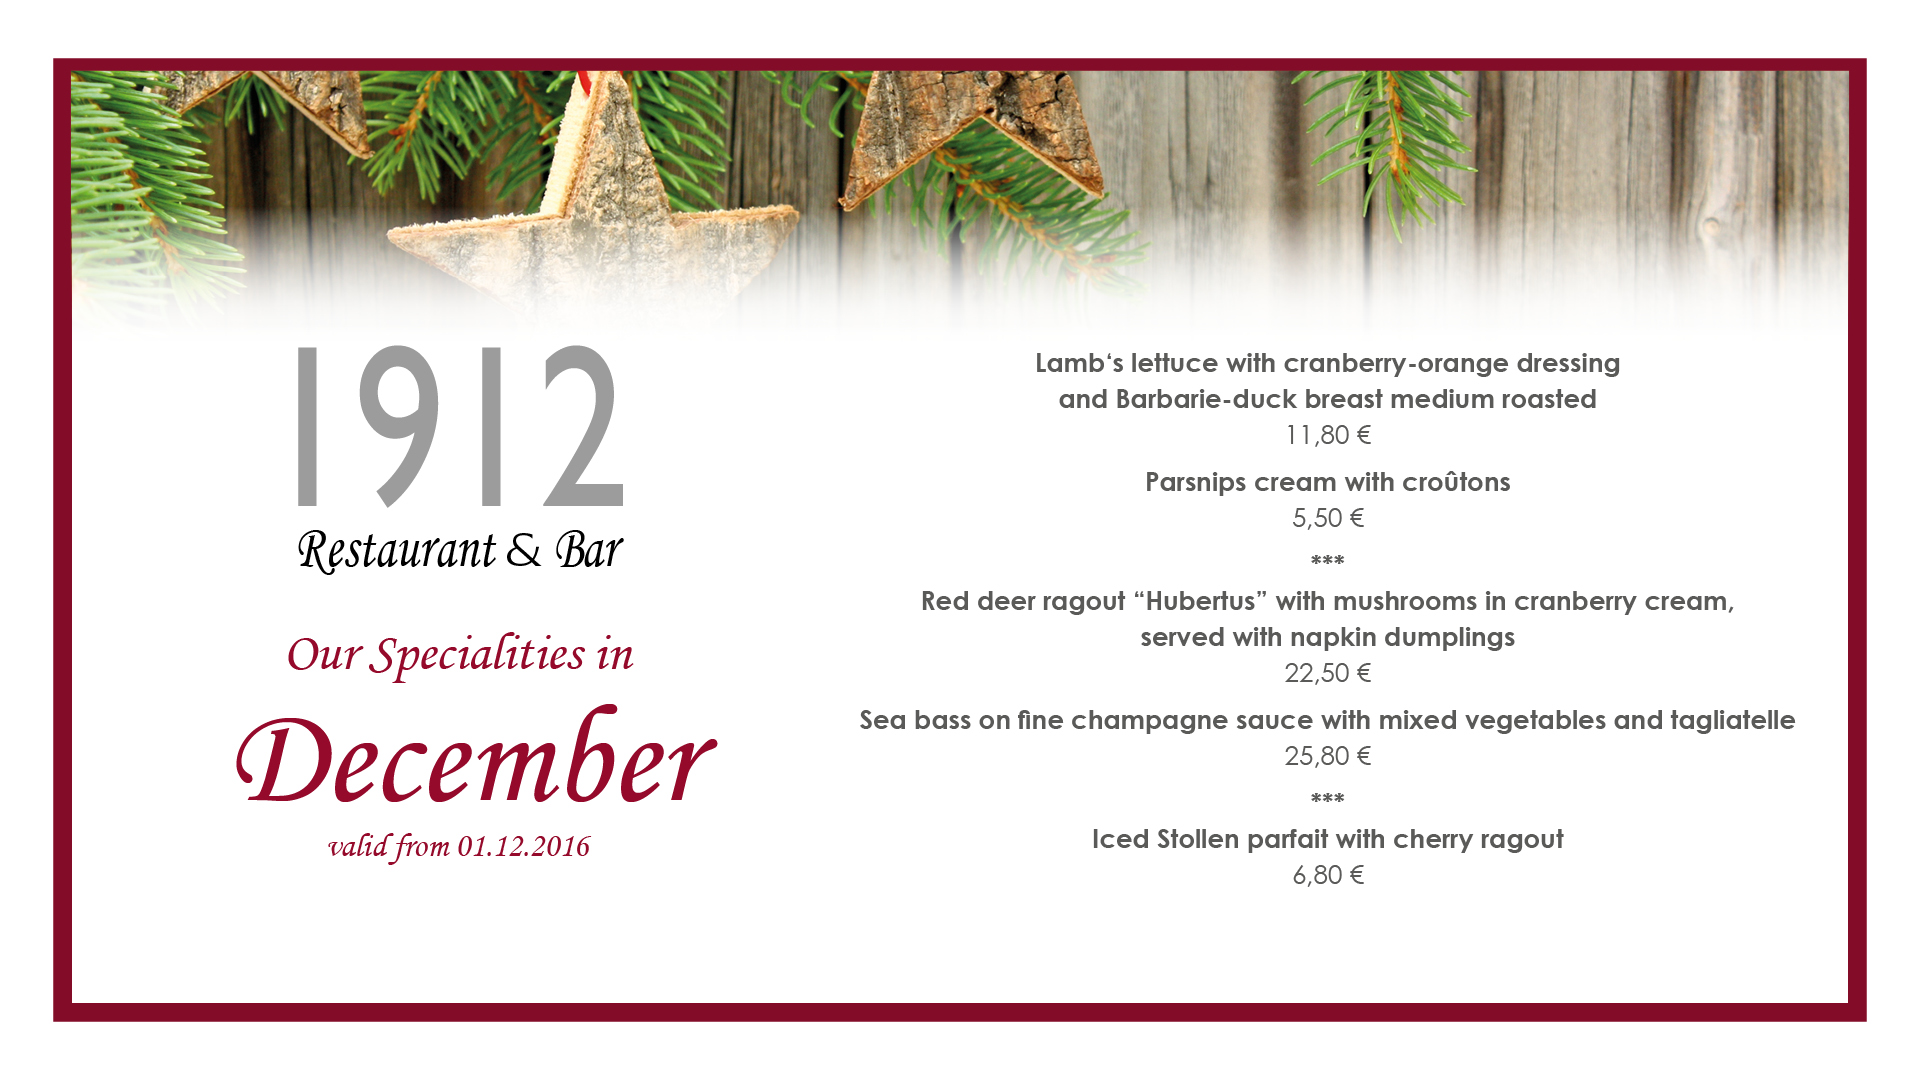 1912
Restaurant & Bar
Our Specialities in
December
valid from 01.12.2016
Lamb‘s lettuce with cranberry-orange dressing
and Barbarie-duck breast medium roasted
11,80 €
Parsnips cream with croûtons
5,50 €
***
Red deer ragout “Hubertus” with mushrooms in cranberry cream,
served with napkin dumplings
22,50 €
Sea bass on fine champagne sauce with mixed vegetables and tagliatelle
25,80 €
***
Iced Stollen parfait with cherry ragout
6,80 €